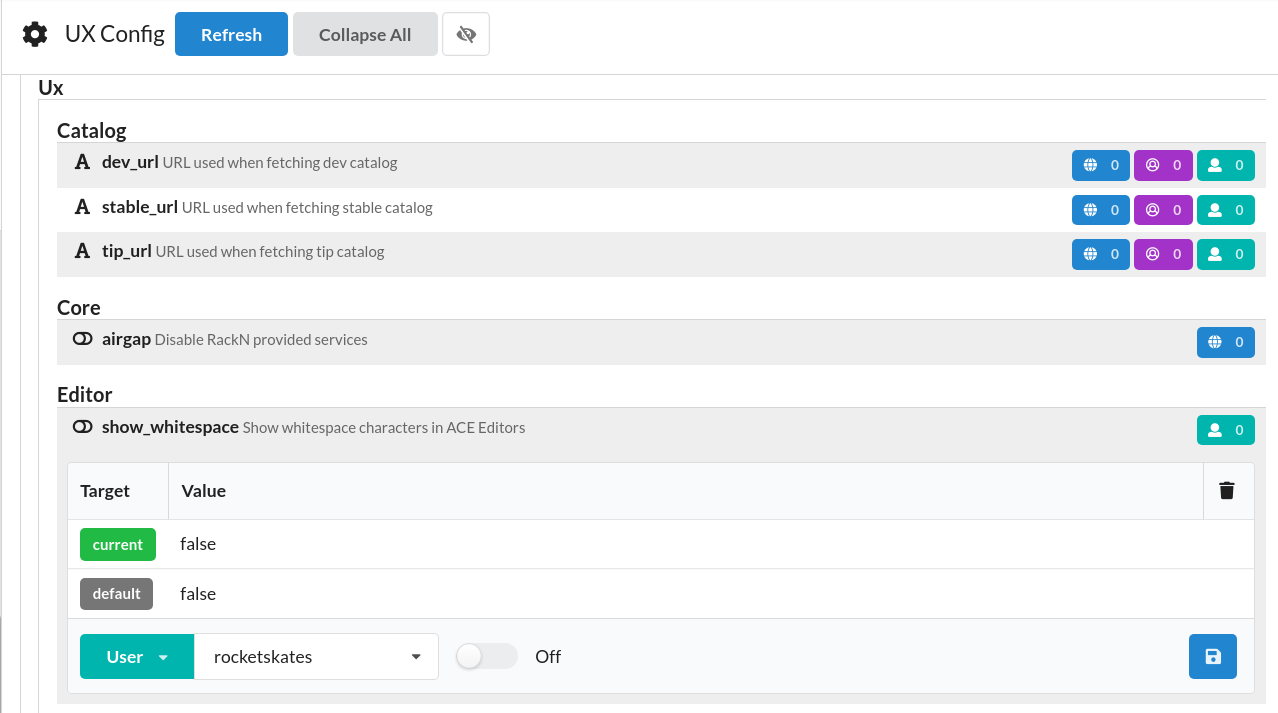 UX Config Refresh Collapse All
Ux
Catalog
dev_url URL used when fetching dev catalog 0 0 0
stable_url URL used when fetching stable catalog 0 0 0
tip_url URL used when fetching tip catalog 0 0 0
Core
airgap Disable RackN provided services 0
Editor
show_whitespace Show whitespace characters in ACE Editors 0
Target Value
current false
default false
User rocketskates Off